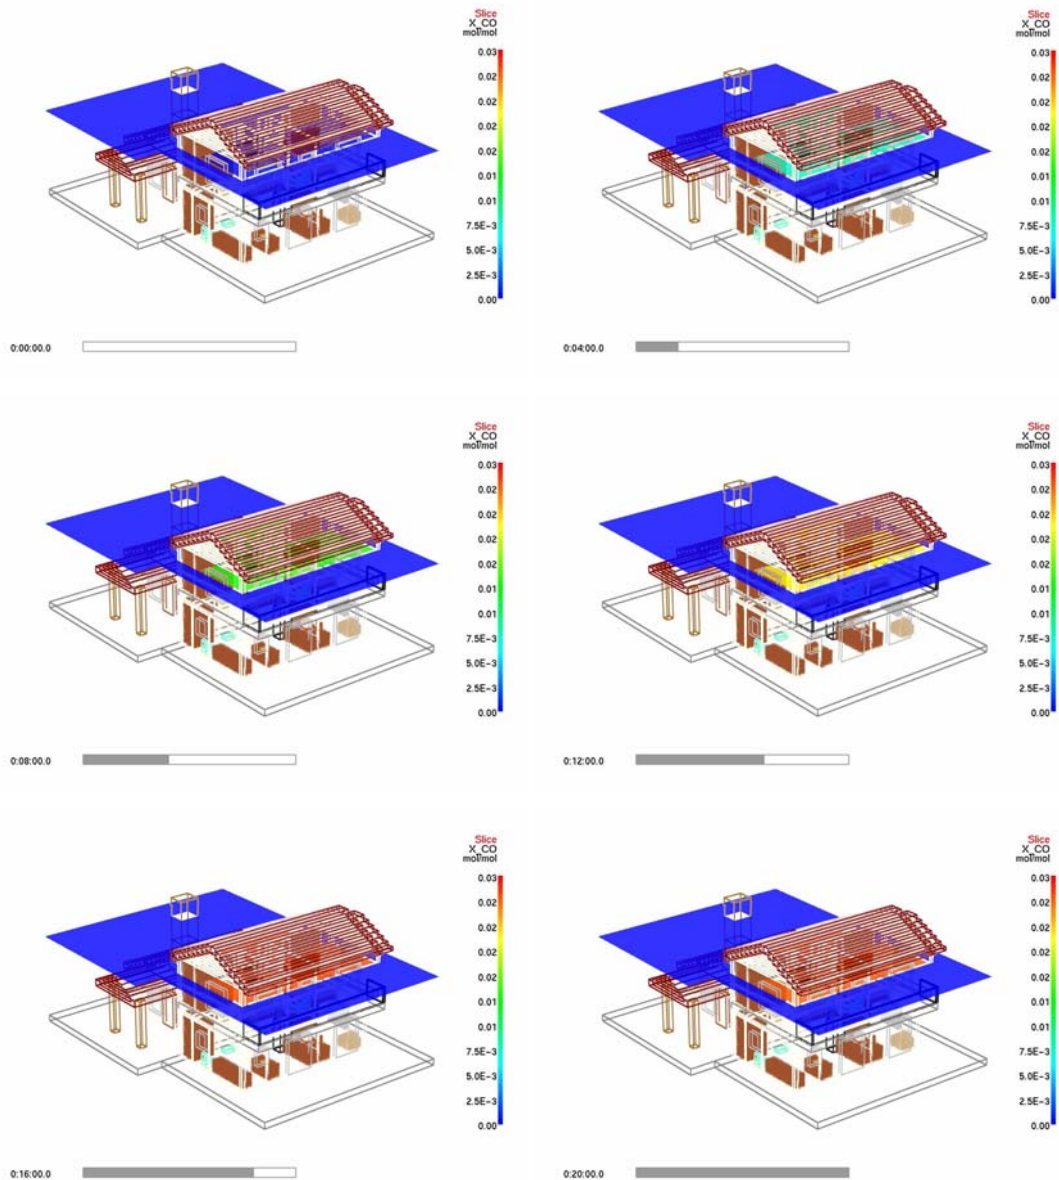 Slice
X_CO
mol/mol
0.03
0.02
0.02
0.02
0.02
0.01
0.01
7.5E-3
5.0E-3
2.5E-3
0.00
0:00:00.0
Slice
X_CO
mol/mol
0.03
0.02
0.02
0.02
0.02
0.01
0.01
7.5E-3
5.0E-3
2.5E-3
0.00
0:04:00.0
Slice
X_CO
mol/mol
0.03
0.02
0.02
0.02
0.02
0.01
0.01
7.5E-3
5.0E-3
2.5E-3
0.00
0:08:00.0
Slice
X_CO
mol/mol
0.03
0.02
0.02
0.02
0.02
0.01
0.01
7.5E-3
5.0E-3
2.5E-3
0.00
0:12:00.0
Slice
X_CO
mol/mol
0.03
0.02
0.02
0.02
0.02
0.01
0.01
7.5E-3
5.0E-3
2.5E-3
0.00
0:16:00.0
Slice
X_CO
mol/mol
0.03
0.02
0.02
0.02
0.02
0.01
0.01
7.5E-3
5.0E-3
2.5E-3
0.00
0:20:00.0